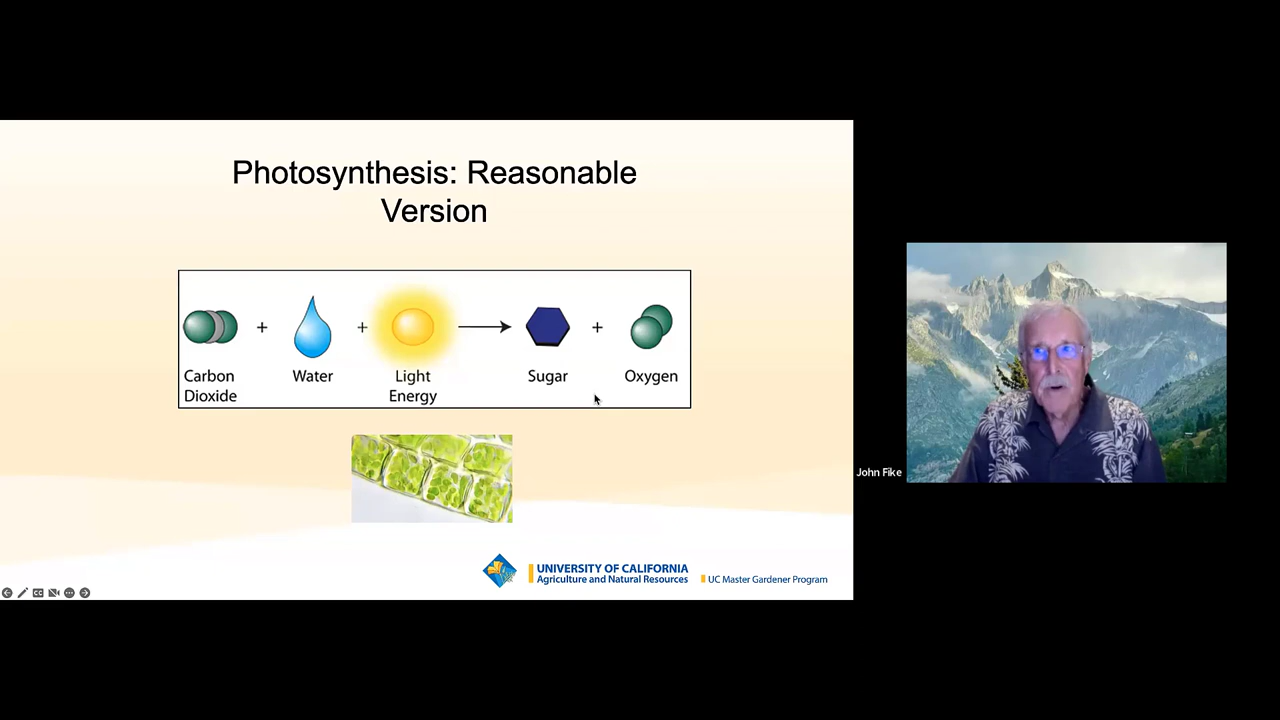 Photosynthesis: Reasonable
Version
+ + + 
Carbon
Dioxide
Water
Light
Energy
Sugar
Oxygen
UNIVERSITY OF CALIFORNIA
Agriculture and Natural Resources
UC Master Gardener Program
CC
John Fike